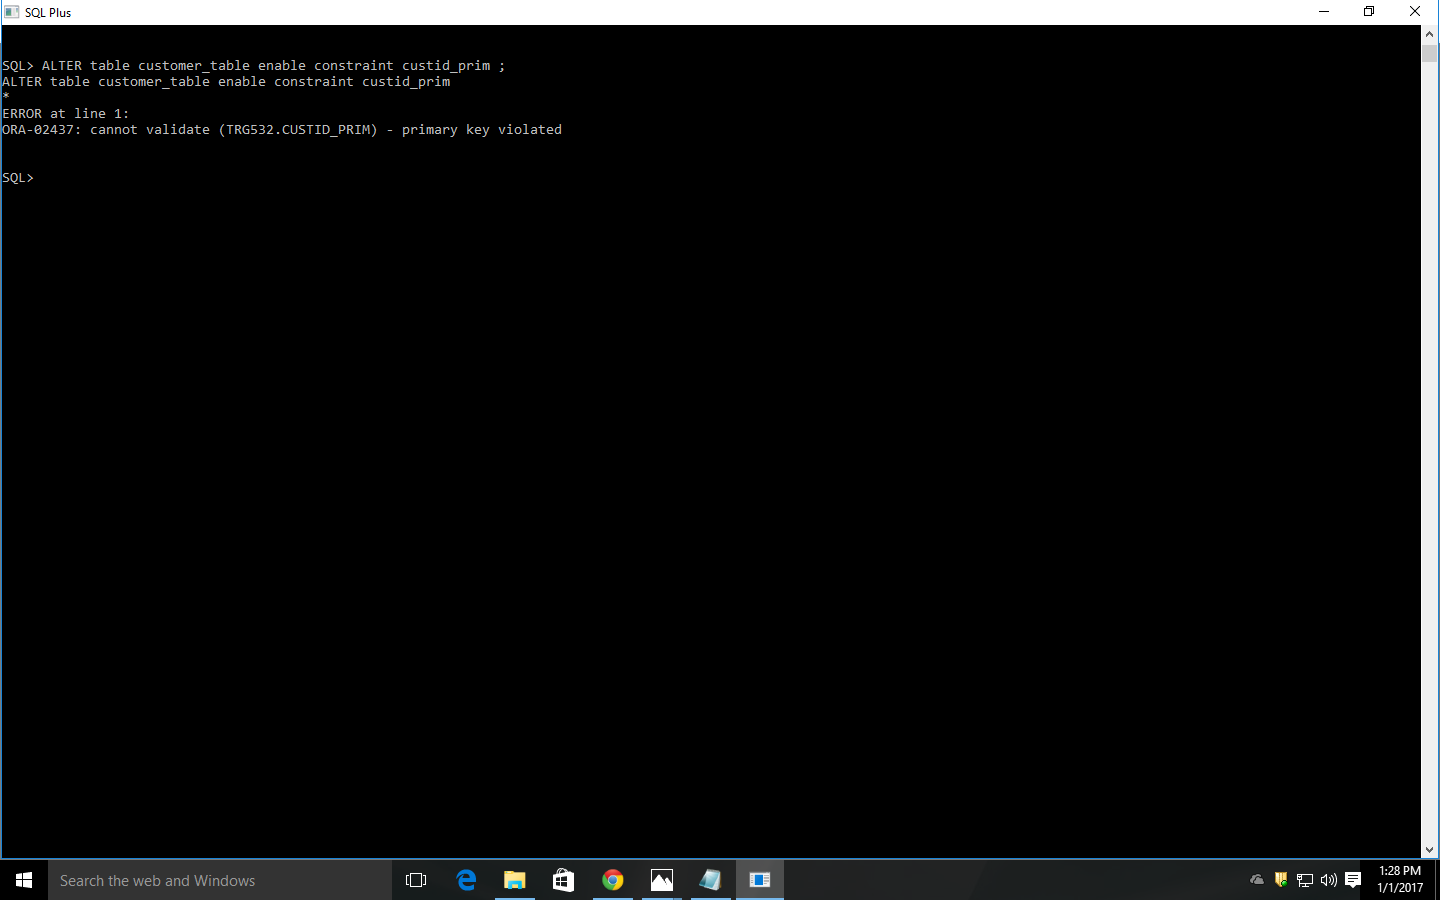 SQL Plus
SQL> ALTER table customer_table enable constraint custid_prim ;
ALTER table customer_table enable constraint custid_prim
*
ERROR at line 1:
ORA-02437: cannot validate (TRG532.CUSTID_PRIM) - primary key violated
SQL>
Search the web and Windows
1:28 PM
1/1/2017